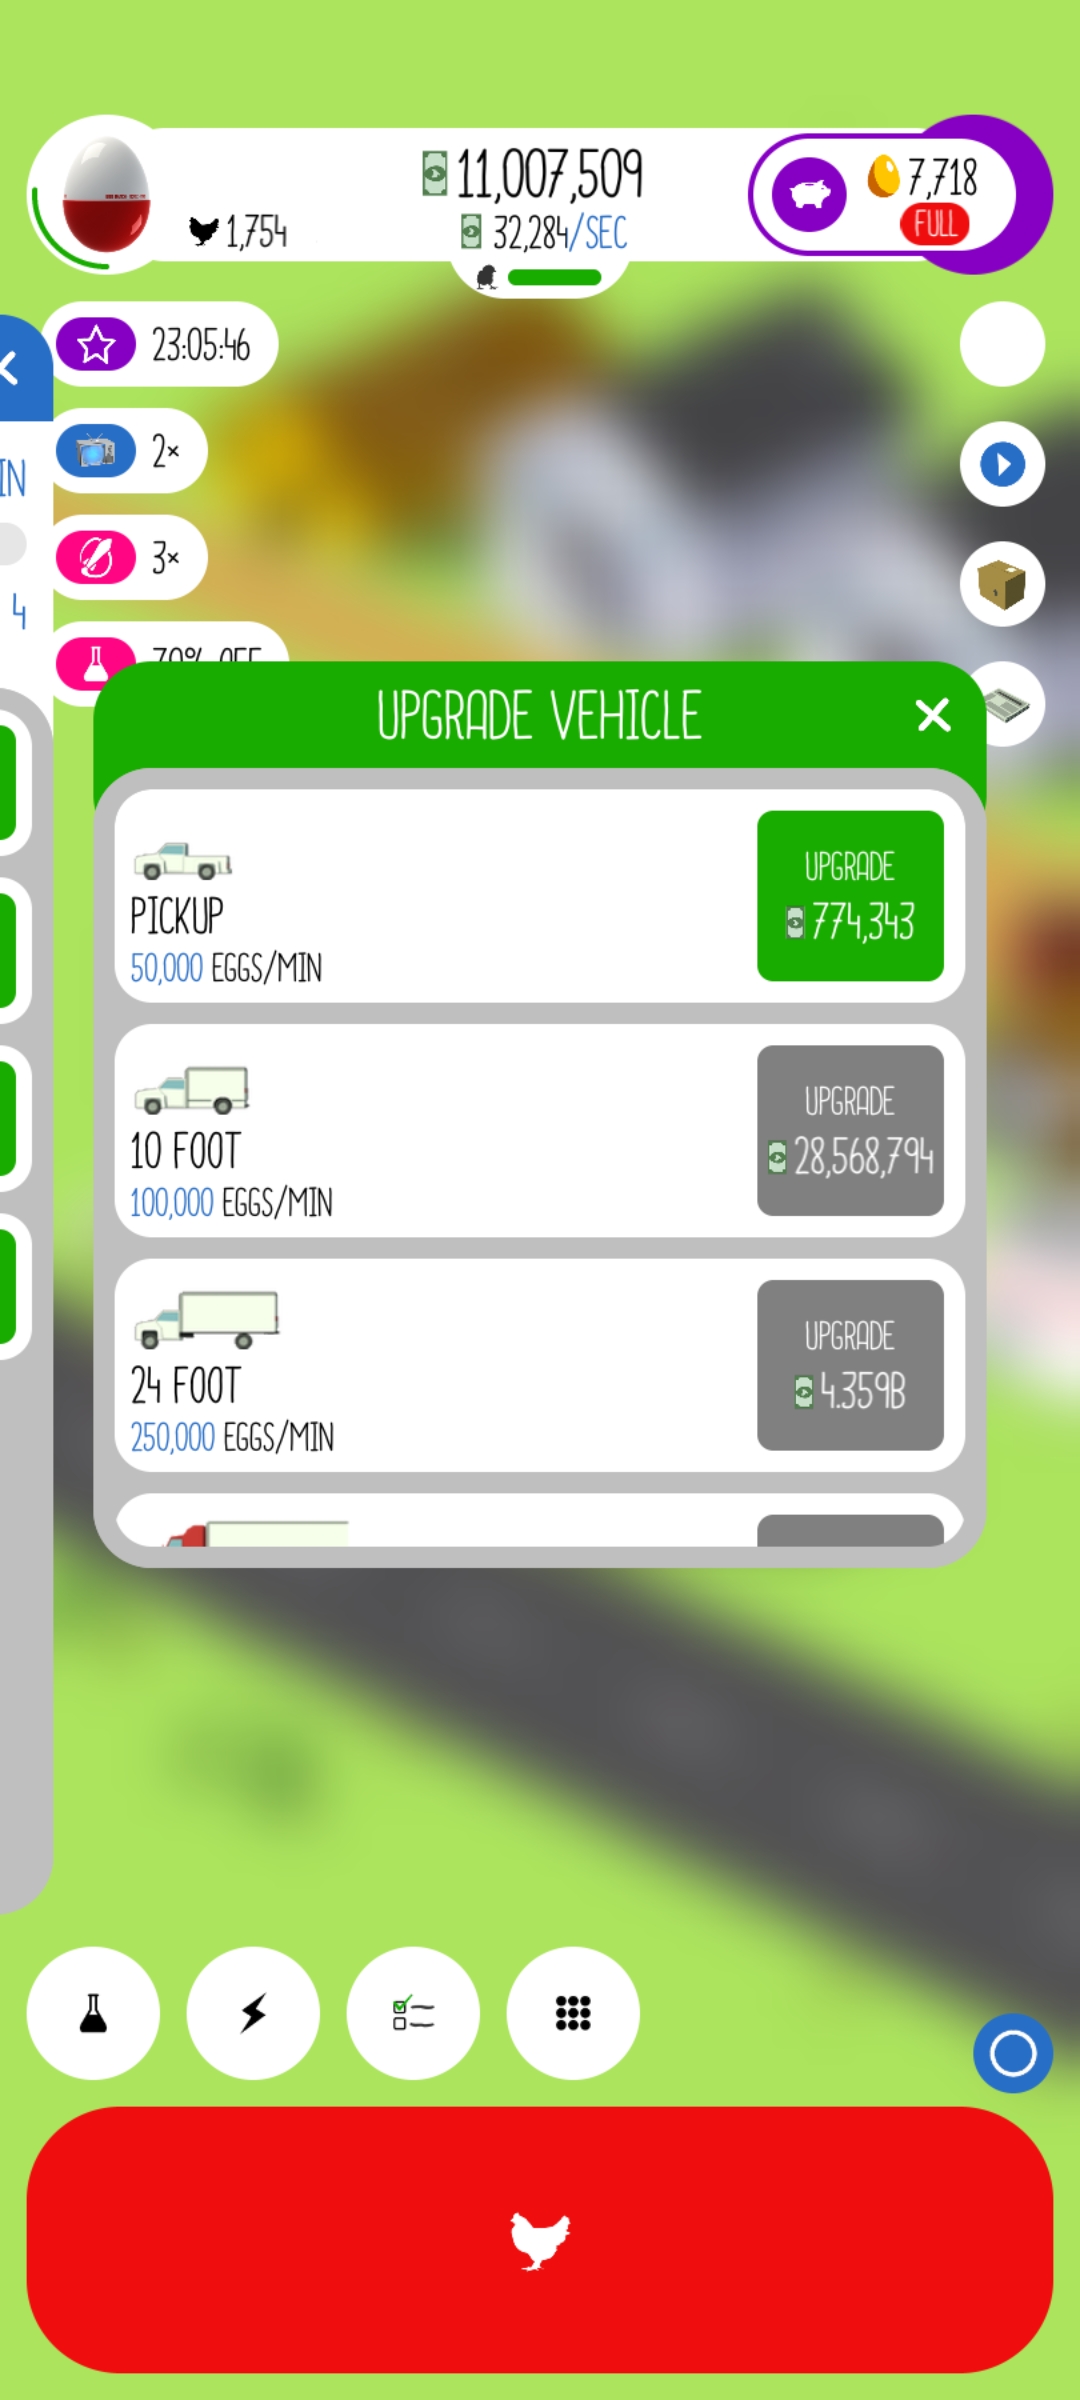 11,007,509
7,718
1,754
32,284/SEC
FULL
23:05:46
2×
IN
3×
4
70% OFF
UPGRADE VEHICLE
UPGRADE
774,343
PICKUP
50,000 EGGS/MIN
UPGRADE
28,568,794
10 FOOT
100,000 EGGS/MIN
UPGRADE
4.359B
24 FOOT
250,000 EGGS/MIN